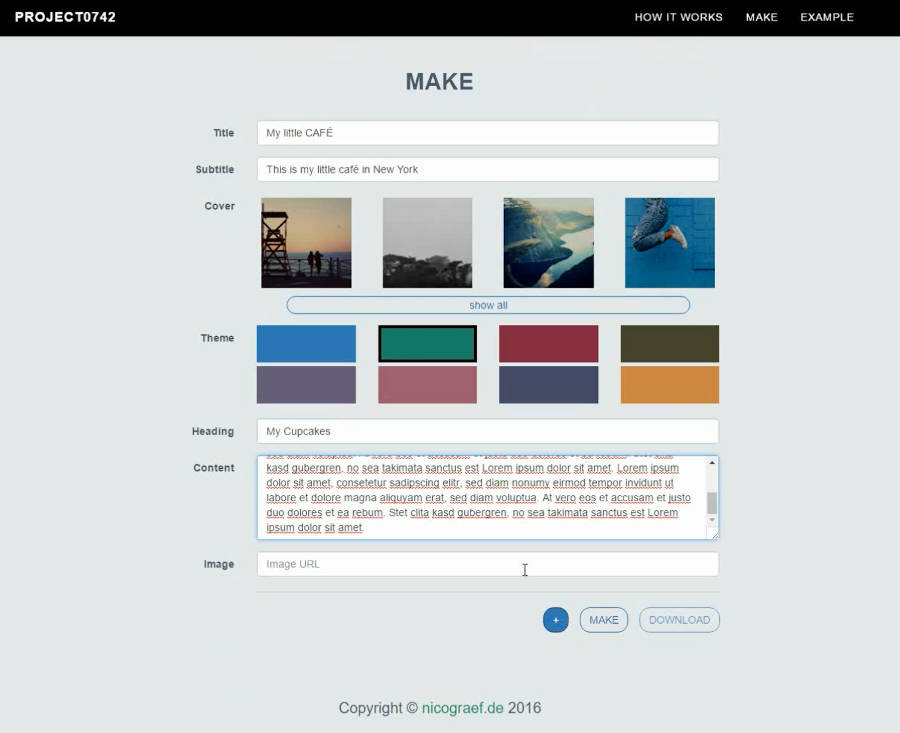 PROJECT0742
HOW IT WORKS MAKE EXAMPLE
MAKE
Title My little CAFÉ
Subtitle This is my little café in New York
Cover
show all
Theme
Heading My Cupcakes
Content
kasd gubergren, no sea takimata sanctus est Lorem ipsum dolor sit amet. Lorem ipsum
dolor sit amet, consetetur sadipscing elitr, sed diam nonumy eirmod tempor invidunt ut
labore et dolore magna aliquyam erat, sed diam voluptua. At vero eos et accusam et justo
duo dolores et ea rebum. Stet clita kasd gubergren, no sea takimata sanctus est Lorem
ipsum dolor sit amet.
Image Image URL
+ MAKE DOWNLOAD
Copyright © nicograef.de 2016